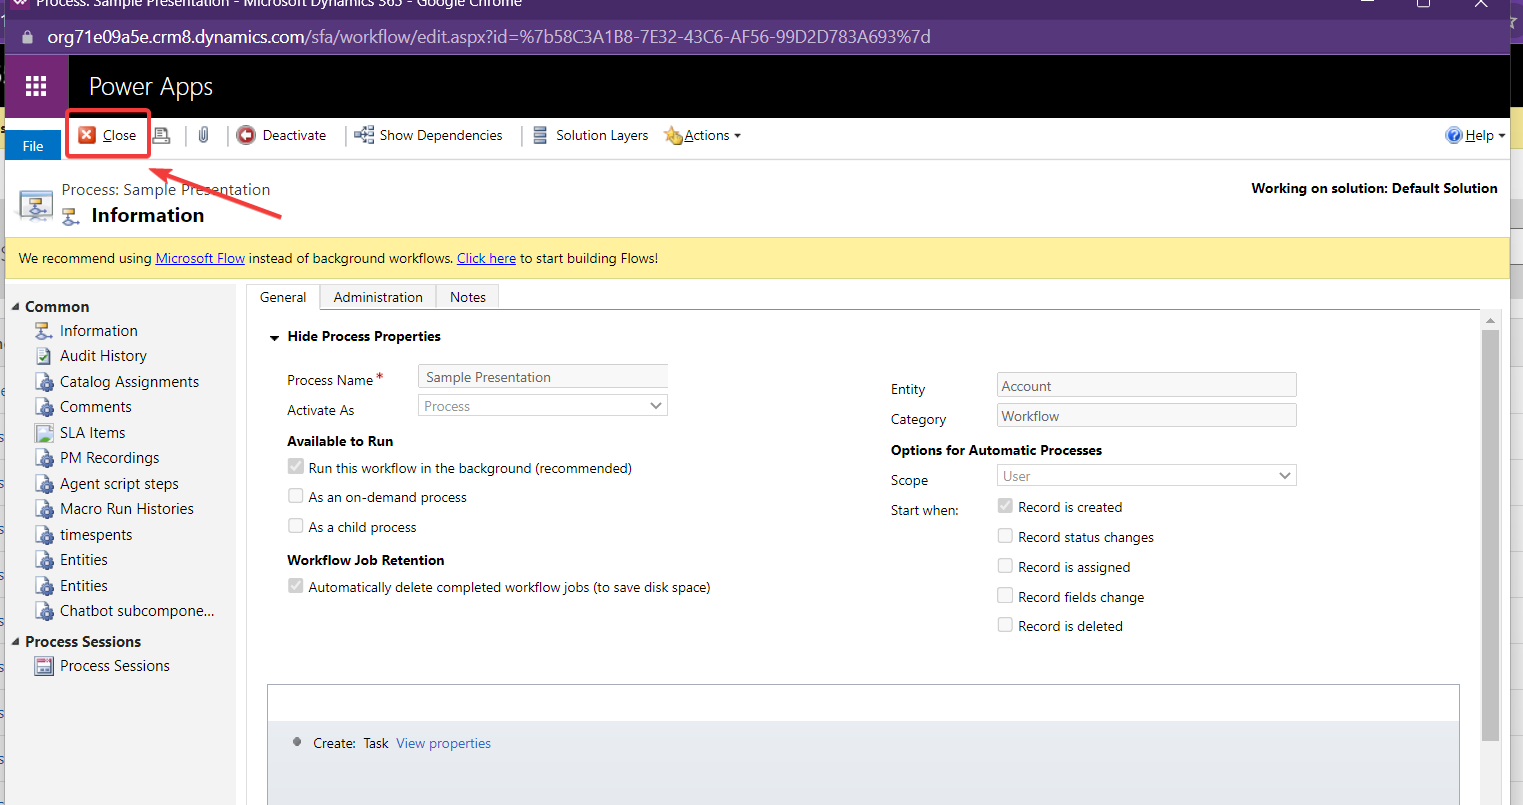 Process: Sample Presentation - Microsoft Dynamics 365 - Google Chrome
org71e09a5e.crm8.dynamics.com/sfa/workflow/edit.aspx?id=%7b58C3A1B8-7E32-43C6-AF56-99D2D783A693%7d
Power Apps
File
Close
Deactivate
Show Dependencies
Solution Layers
Actions
Help
Process: Sample Presentation
Information
Working on solution: Default Solution
We recommend using Microsoft Flow instead of background workflows. Click here to start building Flows!
Common
Information
Audit History
Catalog Assignments
Comments
SLA Items
PM Recordings
Agent script steps
Macro Run Histories
timespents
Entities
Entities
Chatbot subcompone...
Process Sessions
Process Sessions
General Administration Notes
Hide Process Properties
Process Name * Sample Presentation
Activate As Process
Available to Run
Run this workflow in the background (recommended)
As an on-demand process
As a child process
Workflow Job Retention
Automatically delete completed workflow jobs (to save disk space)
Entity Account
Category Workflow
Options for Automatic Processes
Scope User
Start when: Record is created
Record status changes
Record is assigned
Record fields change
Record is deleted
Create: Task View properties